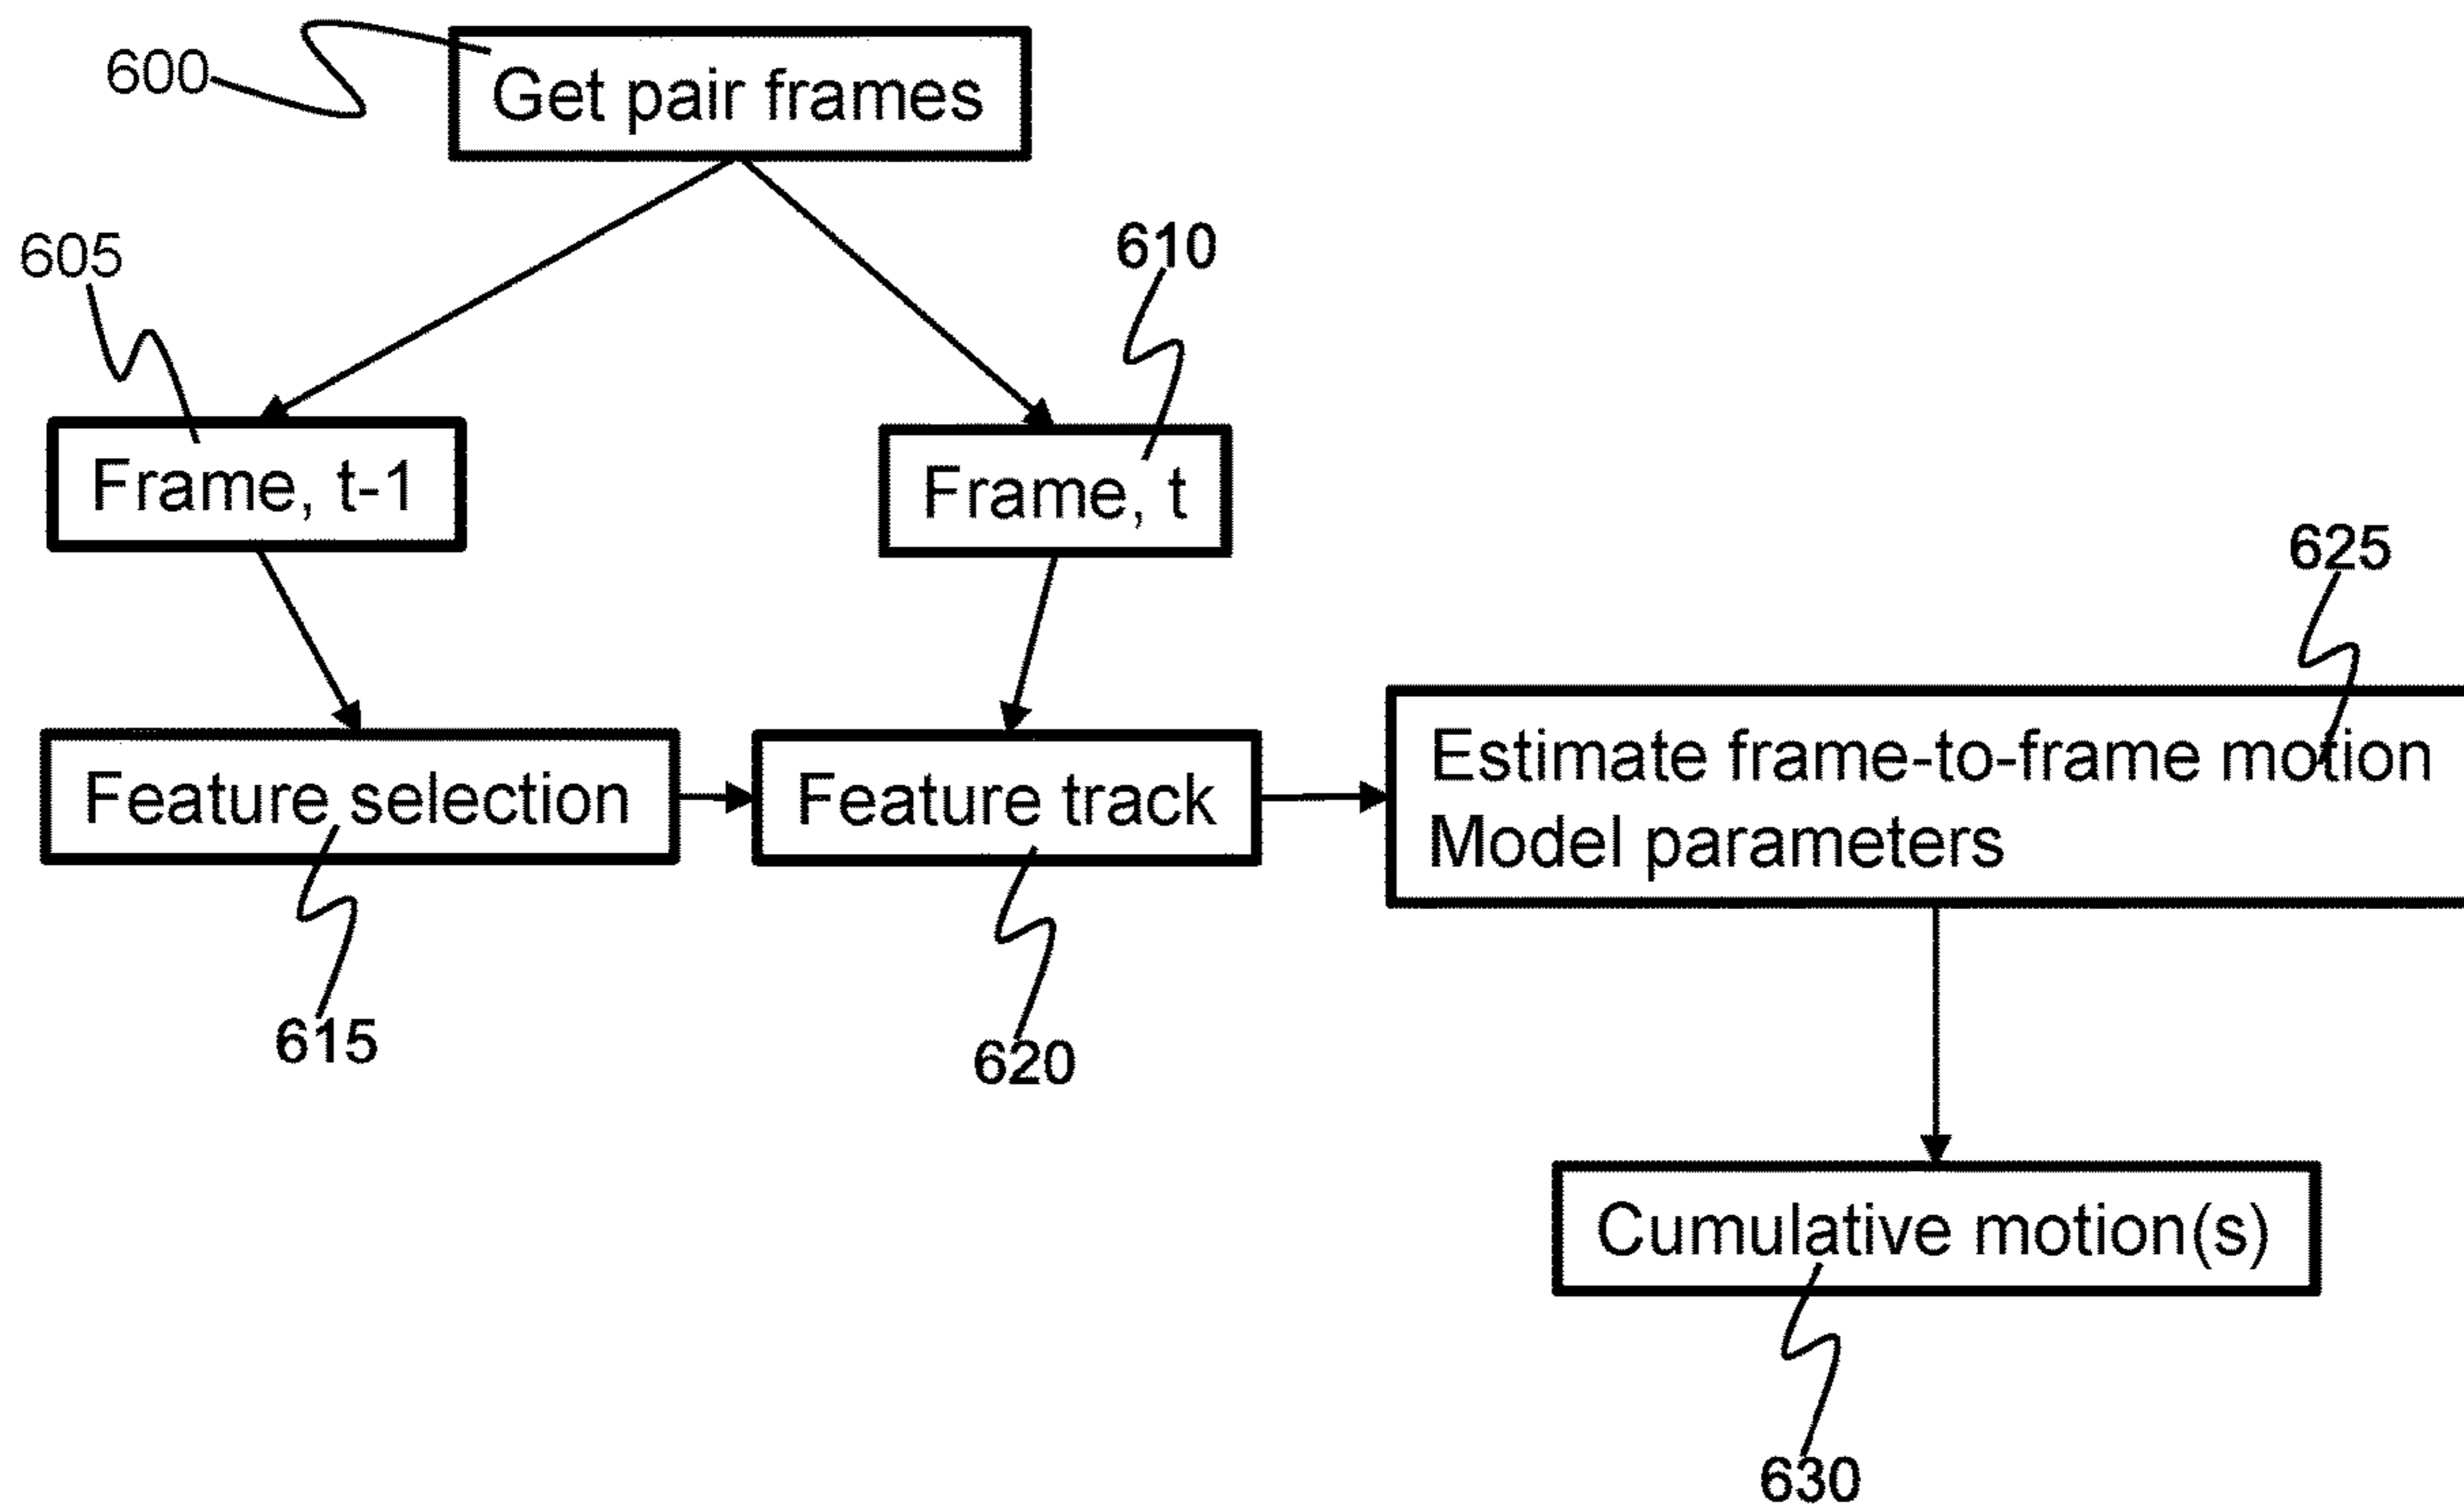 600
Get pair frames
605
610
Frame, t-1
Frame, t
625
Feature selection
Feature track
Estimate frame-to-frame motion
Model parameters
615
620
Cumulative motion(s)
630